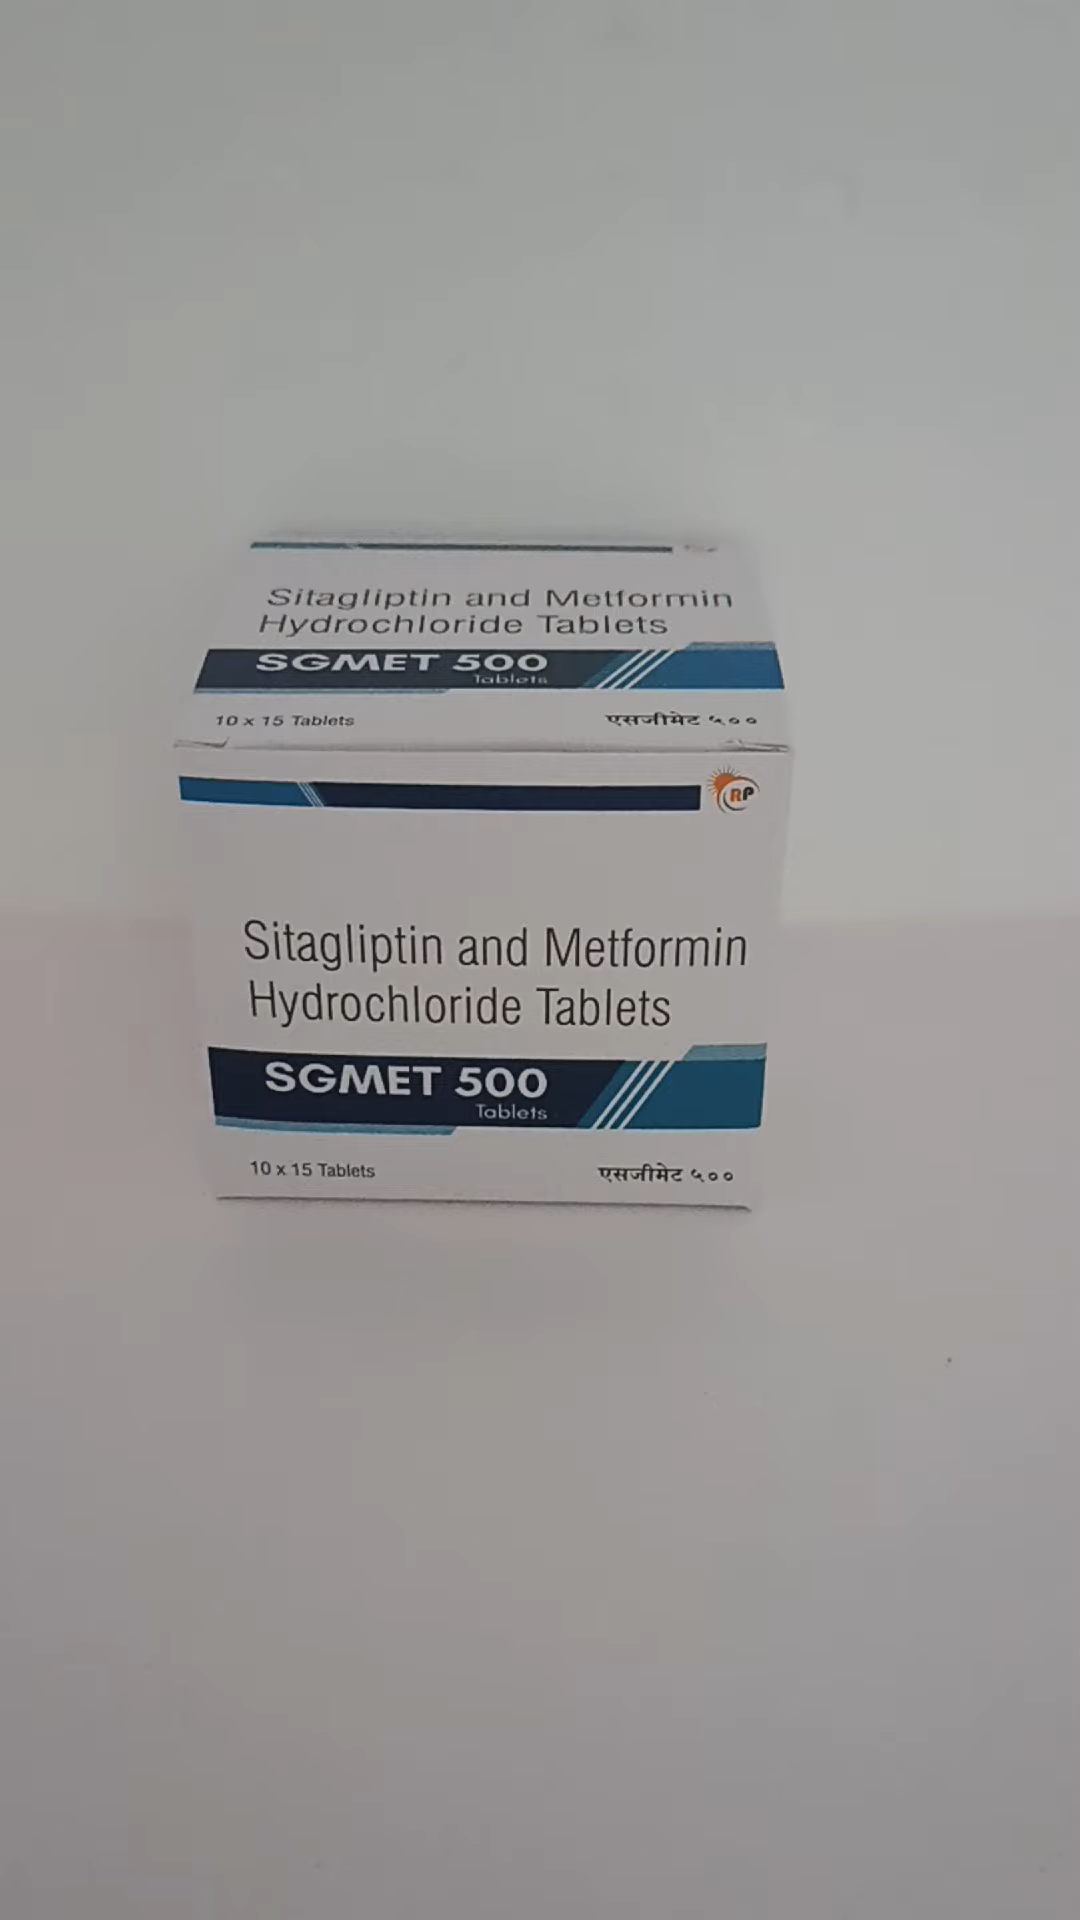 Sitagliptin and Metformin
Hydrochloride Tablets
SGMET 500
Tablets
10 x 15 Tablets
एसजीमेट ५००
RP
Sitagliptin and Metformin
Hydrochloride Tablets
SGMET 500
Tablets
10 x 15 Tablets
एसजीमेट ५००